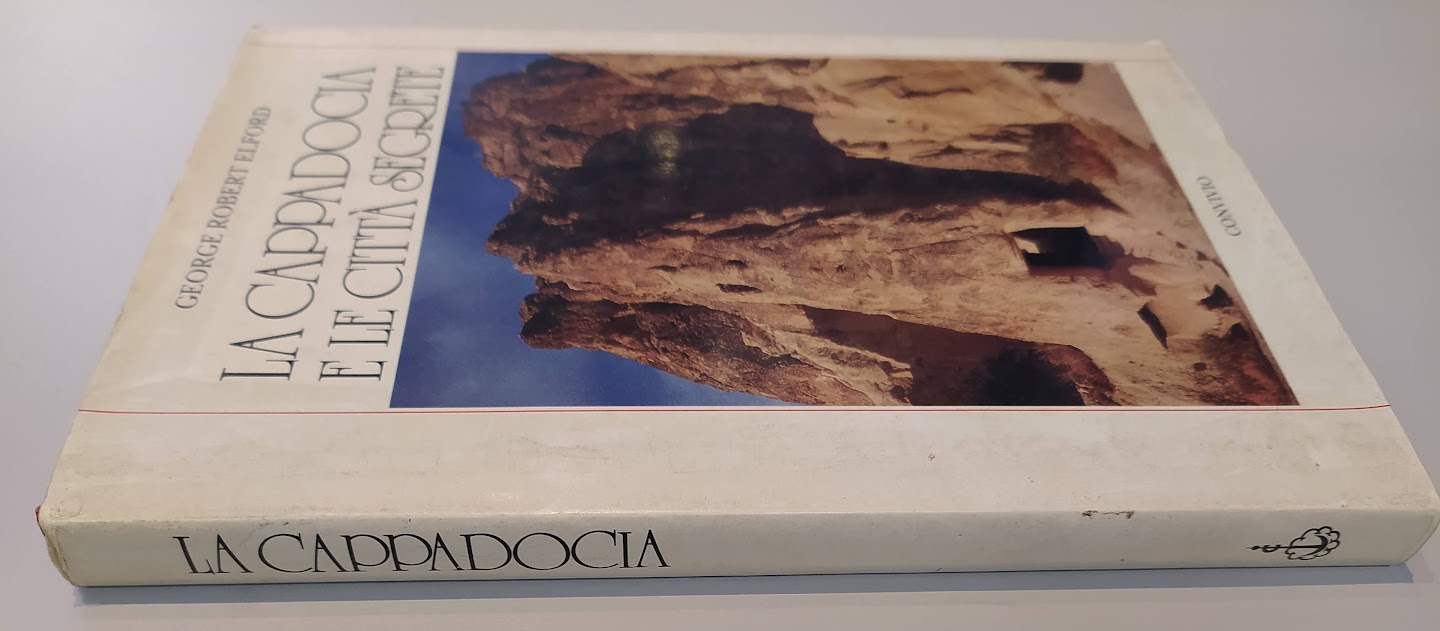 GEORGE ROBERT ELFORD
LA CAPPADOCIA
E LE CITTÀ SEGRETE
CONVIVIO
LA CAPPADOCIA